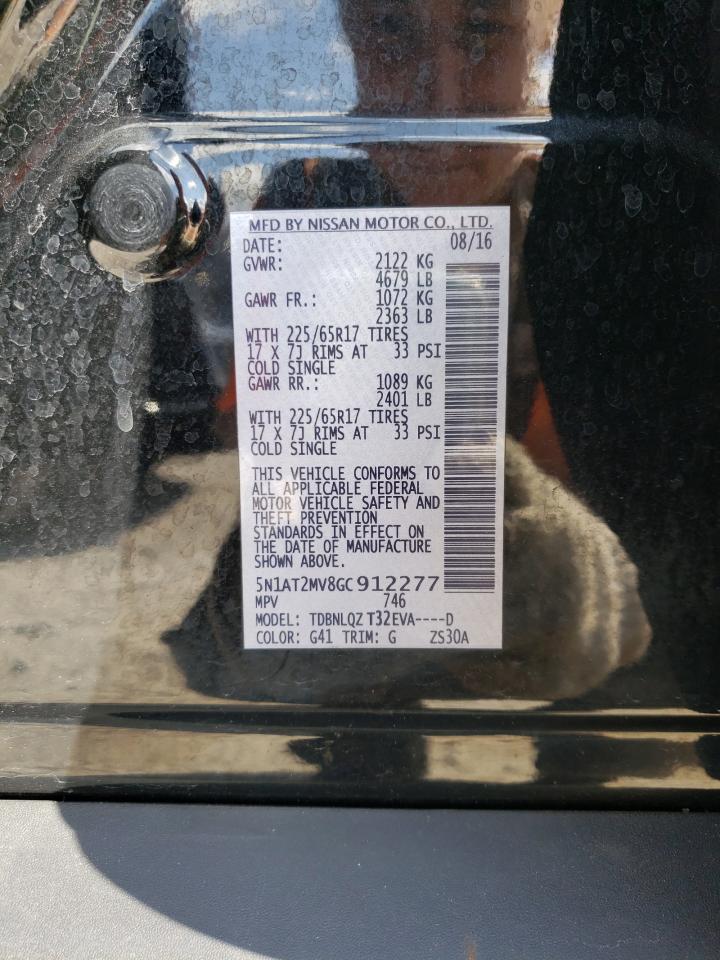 MFD BY NISSAN MOTOR CO., LTD.
DATE: 08/16
GVWR: 2122 KG
4679 LB
GAWR FR.: 1072 KG
2363 LB
WITH 225/65R17 TIRES
17 X 7J RIMS AT 33 PSI
COLD SINGLE
GAWR RR.: 1089 KG
2401 LB
WITH 225/65R17 TIRES
17 X 7J RIMS AT 33 PSI
COLD SINGLE
THIS VEHICLE CONFORMS TO
ALL APPLICABLE FEDERAL
MOTOR VEHICLE SAFETY AND
THEFT PREVENTION
STANDARDS IN EFFECT ON
THE DATE OF MANUFACTURE
SHOWN ABOVE.
5N1AT2MV8GC912277
MPV 746
MODEL: TDBNLQZ T32EVA----D
COLOR: G41 TRIM: G ZS30A